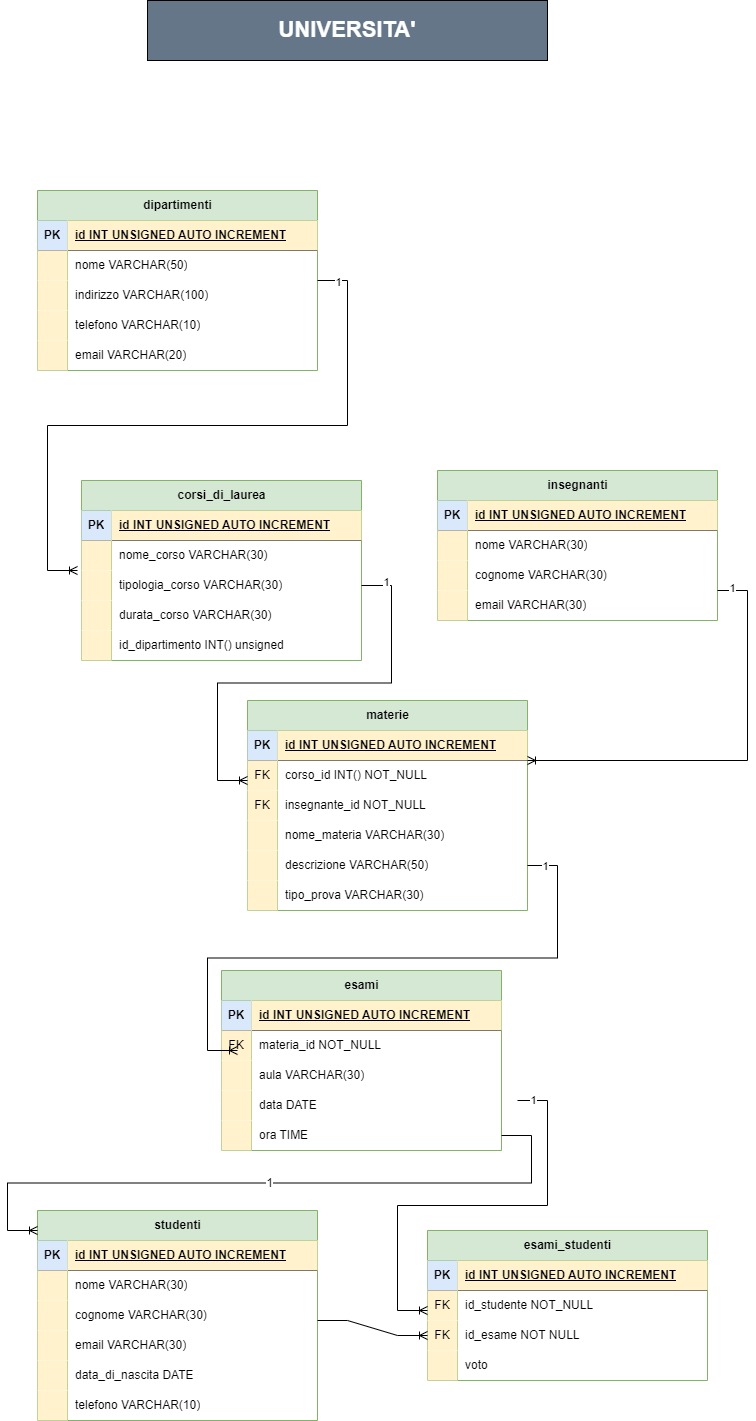 UNIVERSITA'
dipartimenti
PK id INT UNSIGNED AUTO INCREMENT
nome VARCHAR(50)
indirizzo VARCHAR(100)
telefono VARCHAR(10)
email VARCHAR(20)
1
corsi_di_laurea
PK id INT UNSIGNED AUTO INCREMENT
nome_corso VARCHAR(30)
tipologia_corso VARCHAR(30)
durata_corso VARCHAR(30)
id_dipartimento INT() unsigned
1
insegnanti
PK id INT UNSIGNED AUTO INCREMENT
nome VARCHAR(30)
cognome VARCHAR(30)
email VARCHAR(30)
1
materie
PK id INT UNSIGNED AUTO INCREMENT
FK corso_id INT() NOT_NULL
FK insegnante_id NOT_NULL
nome_materia VARCHAR(30)
descrizione VARCHAR(50)
tipo_prova VARCHAR(30)
1
esami
PK id INT UNSIGNED AUTO INCREMENT
FK materia_id NOT_NULL
aula VARCHAR(30)
data DATE
ora TIME
1
1
studenti
PK id INT UNSIGNED AUTO INCREMENT
nome VARCHAR(30)
cognome VARCHAR(30)
email VARCHAR(30)
data_di_nascita DATE
telefono VARCHAR(10)
esami_studenti
PK id INT UNSIGNED AUTO INCREMENT
FK id_studente NOT_NULL
FK id_esame NOT NULL
voto